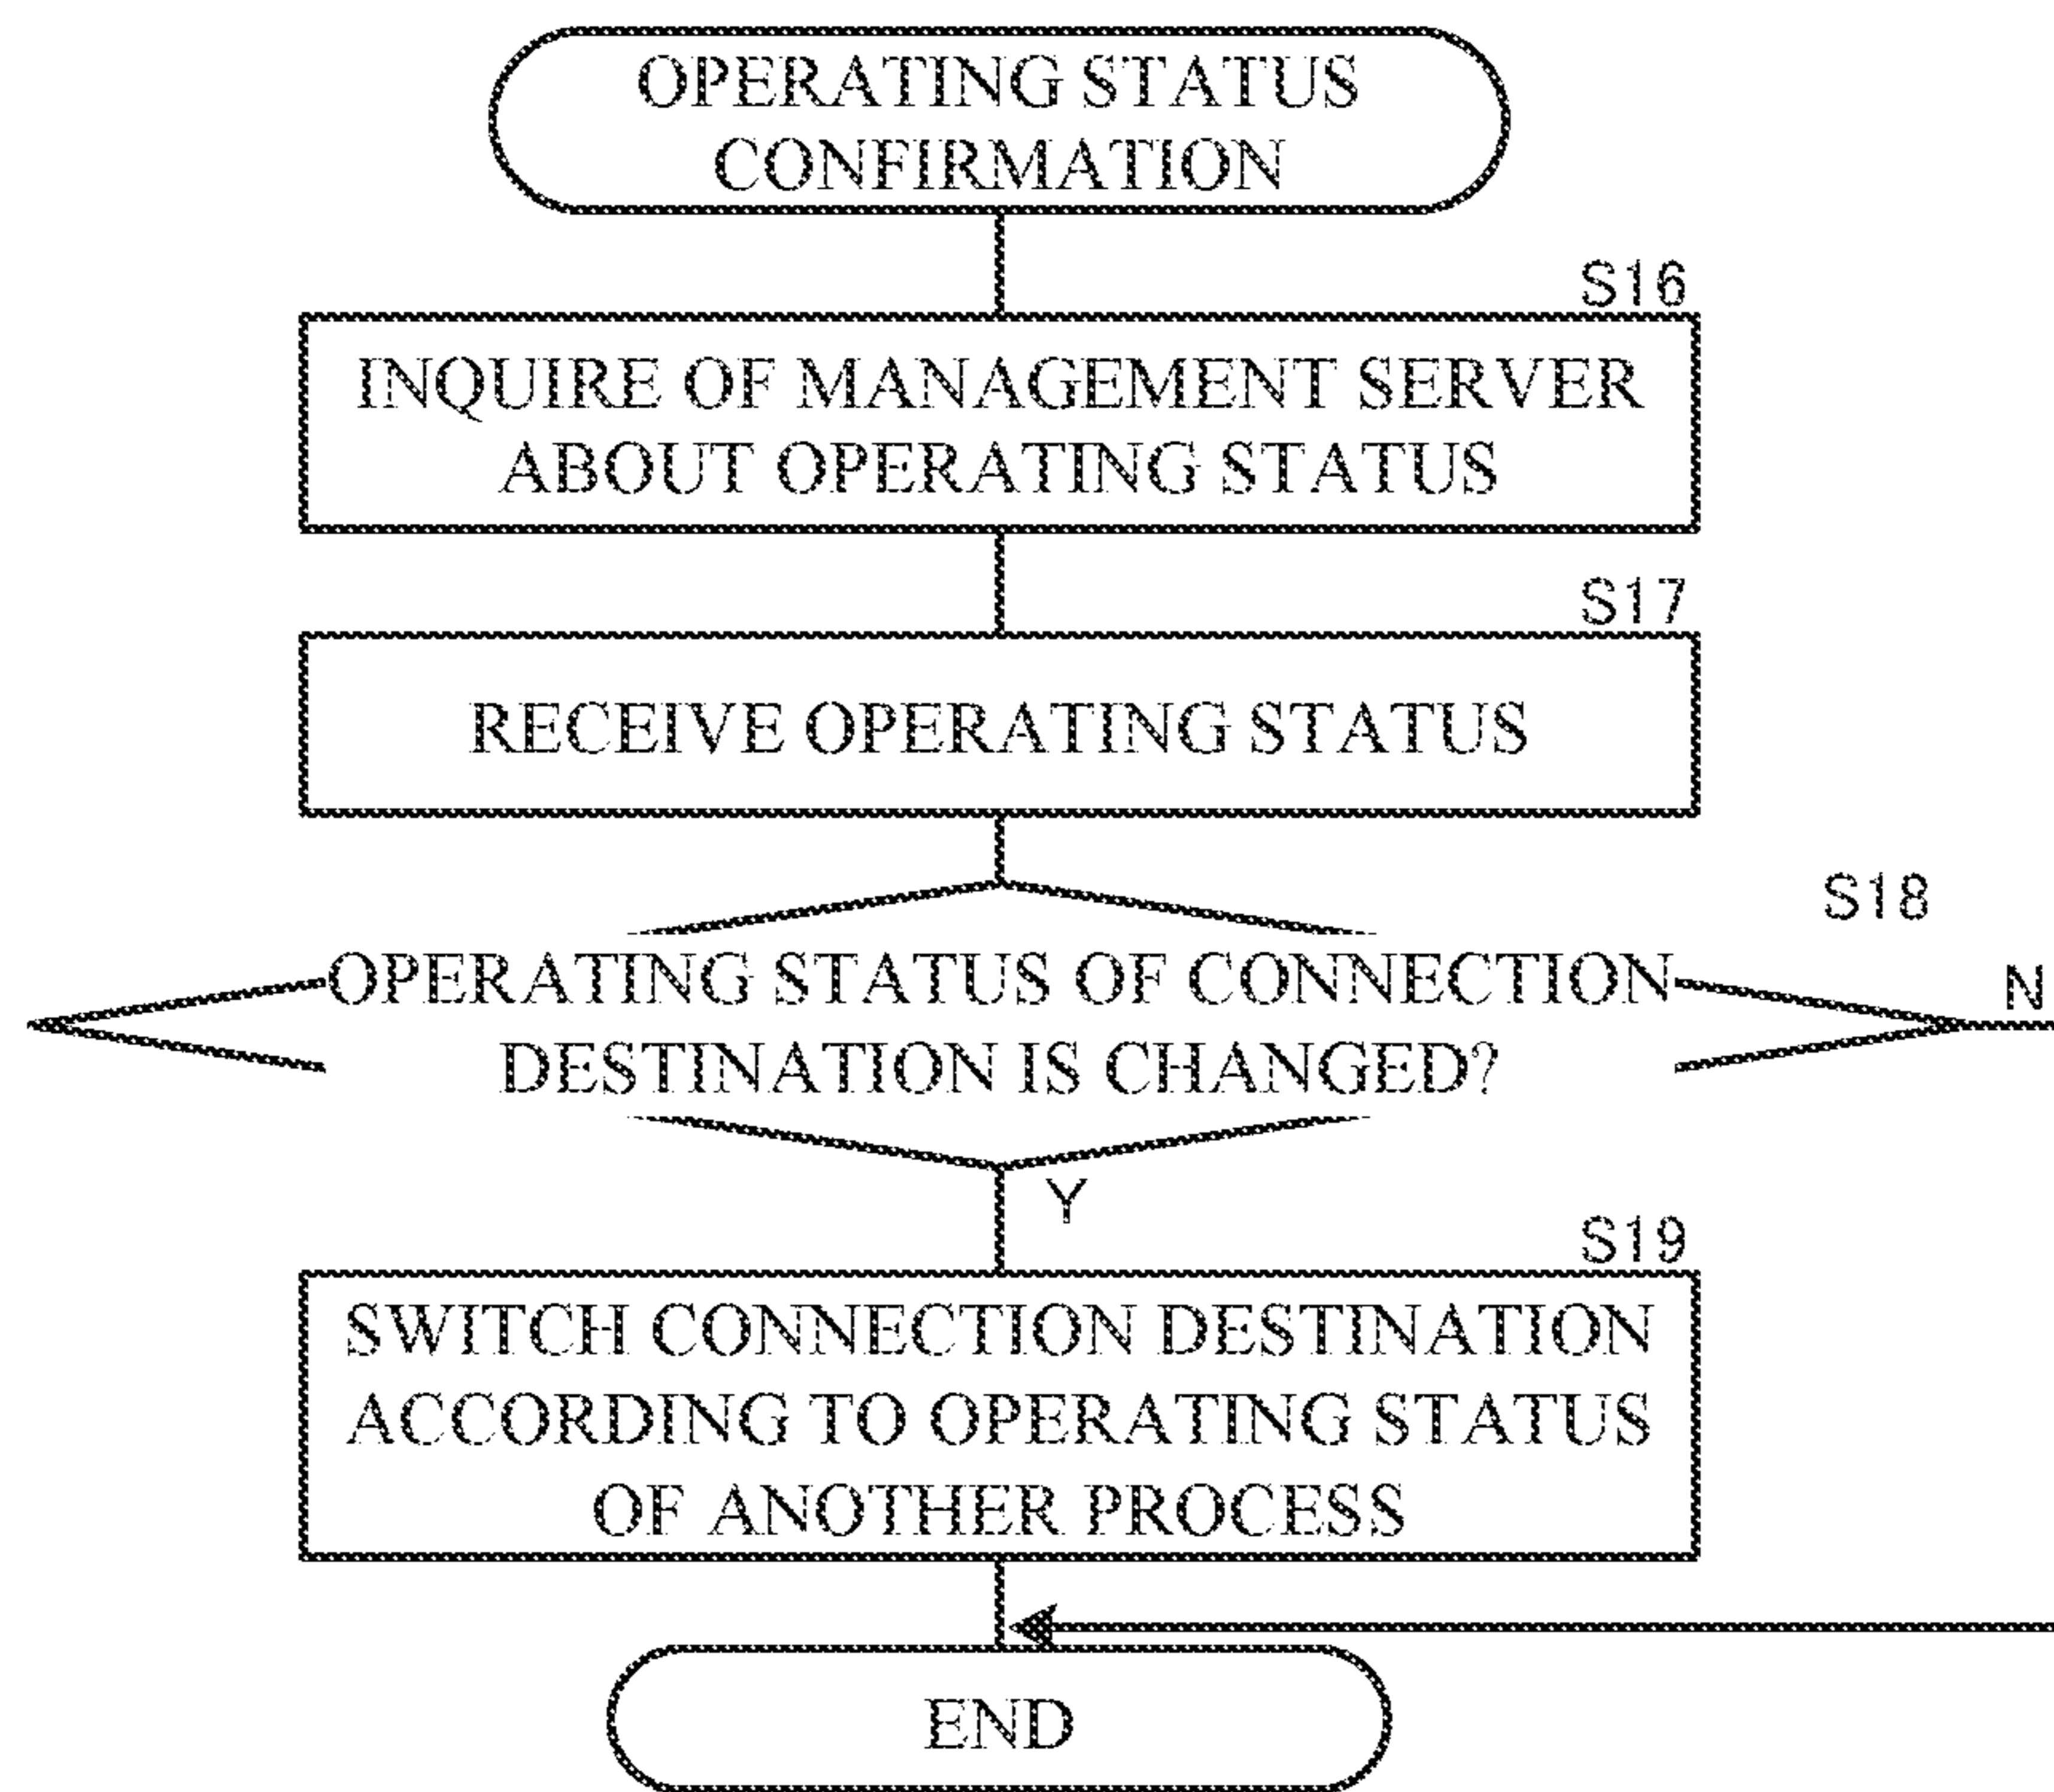 OPERATING STATUS
CONFIRMATION
S16
INQUIRE OF MANAGEMENT SERVER
ABOUT OPERATING STATUS
S17
RECEIVE OPERATING STATUS
S18
OPERATING STATUS OF CONNECTION
N
DESTINATION IS CHANGED?
Y
S19
SWITCH CONNECTION DESTINATION
ACCORDING TO OPERATING STATUS
OF ANOTHER PROCESS
END